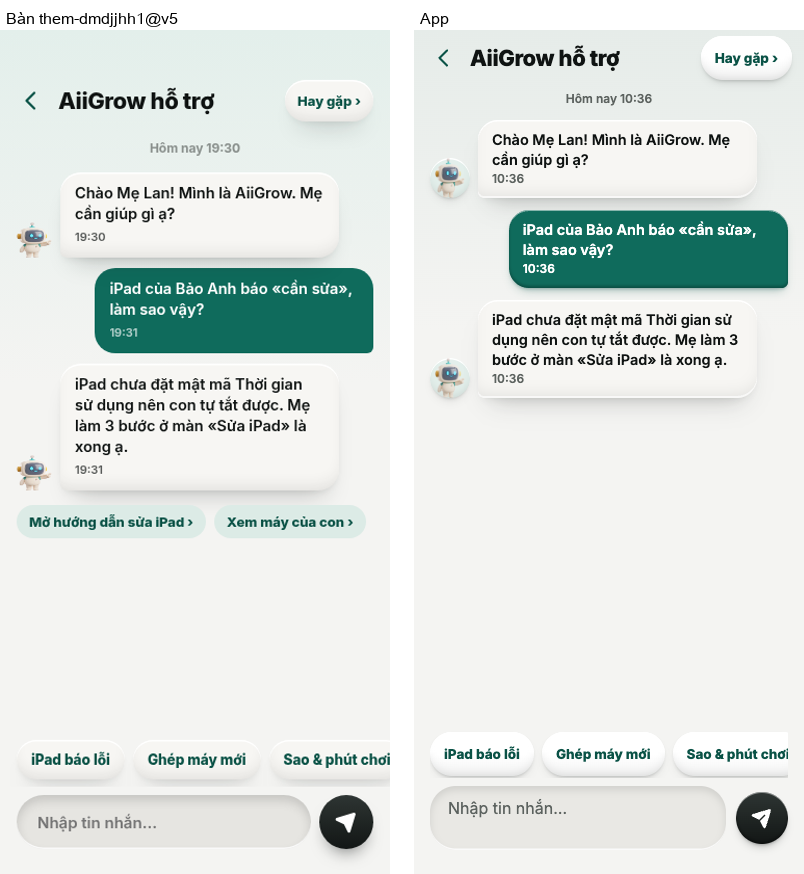 Bản them-dmdjjhh1@v5
AiiGrow hỗ trợ
Hay gặp ›
Hôm nay 19:30
Chào Mẹ Lan! Mình là AiiGrow. Mẹ
cần giúp gì ạ?
19:30
iPad của Bảo Anh báo «cần sửa»,
làm sao vậy?
19:31
iPad chưa đặt mật mã Thời gian
sử dụng nên con tự tắt được. Mẹ
làm 3 bước ở màn «Sửa iPad» là
xong ạ.
19:31
Mở hướng dẫn sửa iPad ›
Xem máy của con ›
iPad báo lỗi
Ghép máy mới
Sao & phút chơi
Nhập tin nhắn...
App
AiiGrow hỗ trợ
Hay gặp ›
Hôm nay 10:36
Chào Mẹ Lan! Mình là AiiGrow. Mẹ
cần giúp gì ạ?
10:36
iPad của Bảo Anh báo «cần sửa»,
làm sao vậy?
10:36
iPad chưa đặt mật mã Thời gian sử
dụng nên con tự tắt được. Mẹ làm 3
bước ở màn «Sửa iPad» là xong ạ.
10:36
iPad báo lỗi
Ghép máy mới
Sao & phút chơi
Nhập tin nhắn...